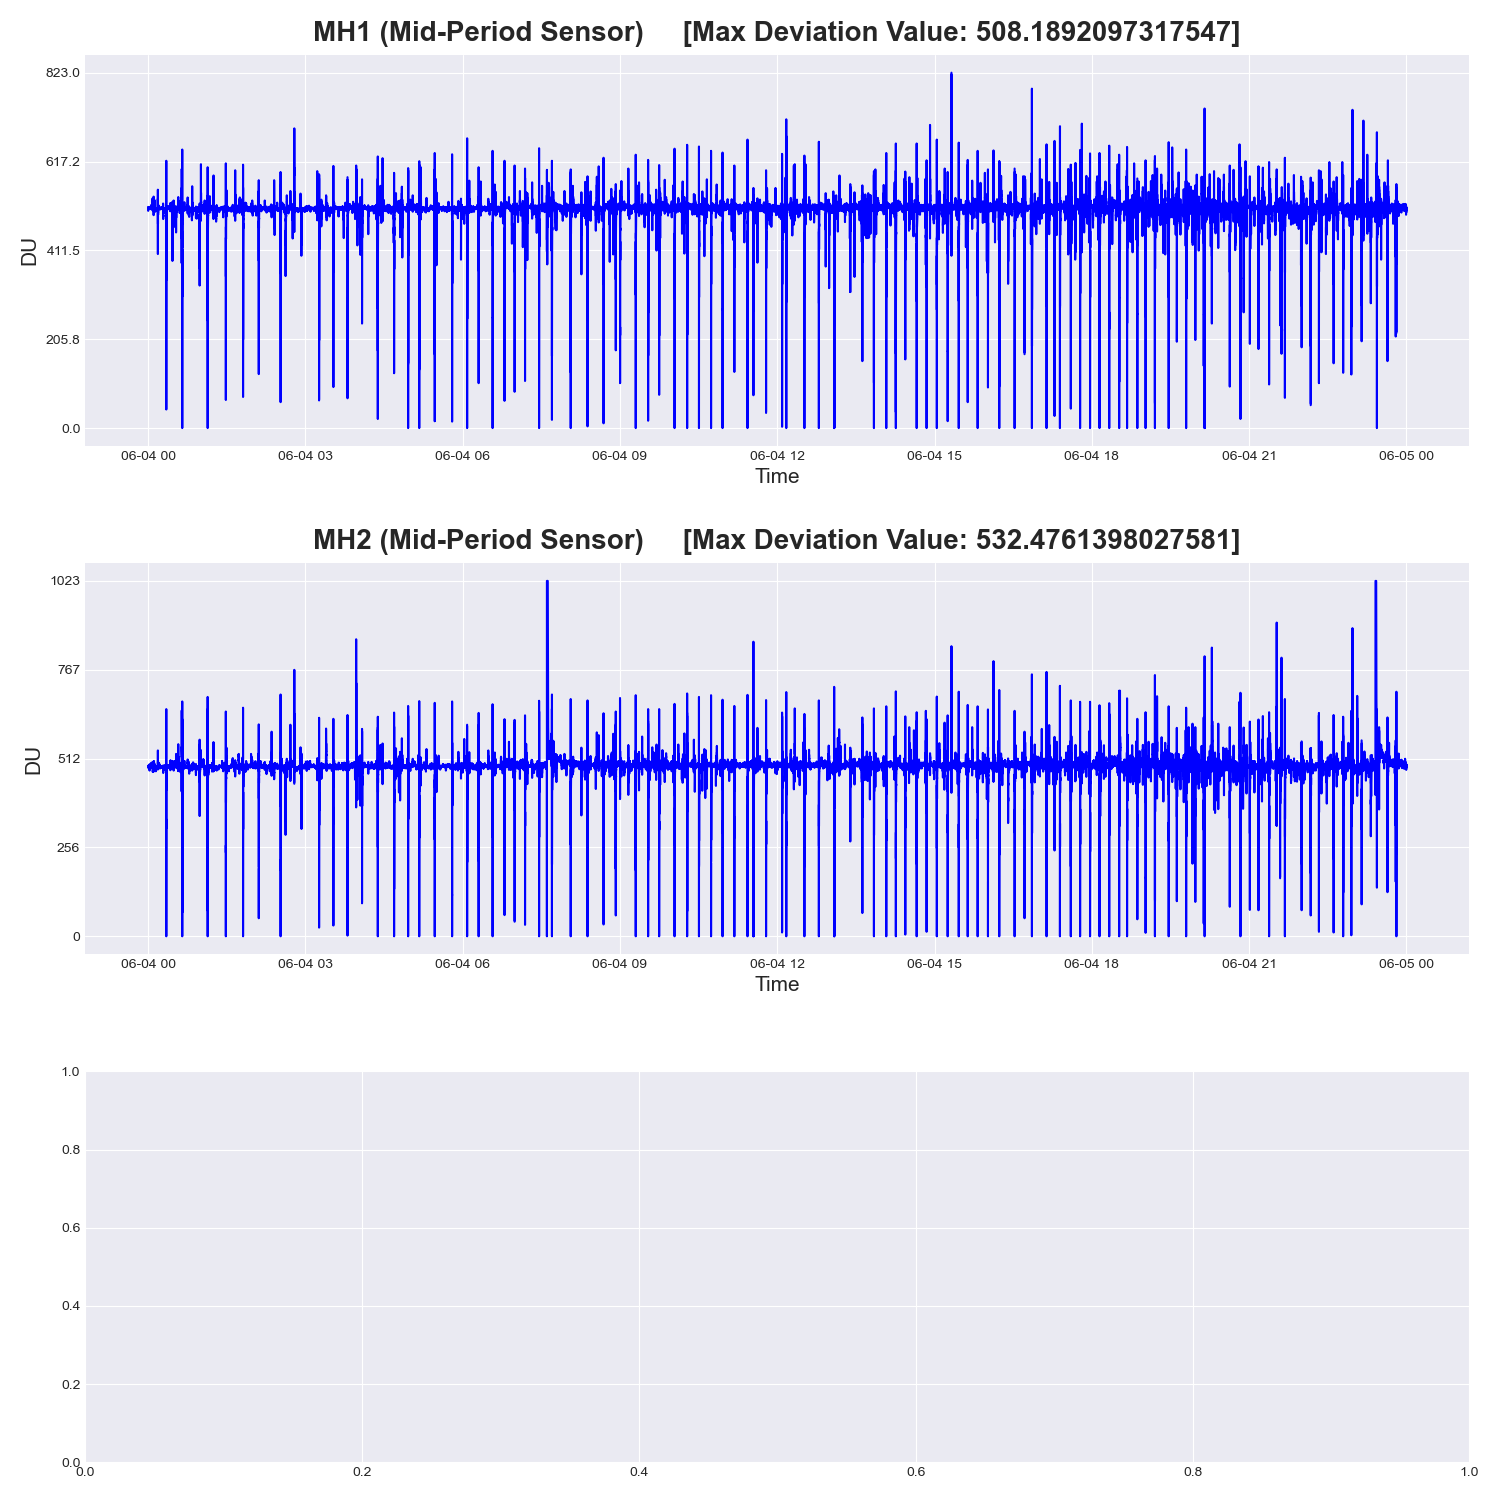 MH1 (Mid-Period Sensor) [Max Deviation Value: 508.1892097317547]
823.0
617.2
411.5
205.8
0.0
DU
06-04 00 06-04 03 06-04 06 06-04 09 06-04 12 06-04 15 06-04 18 06-04 21 06-05 00
Time
MH2 (Mid-Period Sensor) [Max Deviation Value: 532.4761398027581]
1023
767
512
256
0
DU
06-04 00 06-04 03 06-04 06 06-04 09 06-04 12 06-04 15 06-04 18 06-04 21 06-05 00
Time
1.0
0.8
0.6
0.4
0.2
0.0
0.0 0.2 0.4 0.6 0.8 1.0